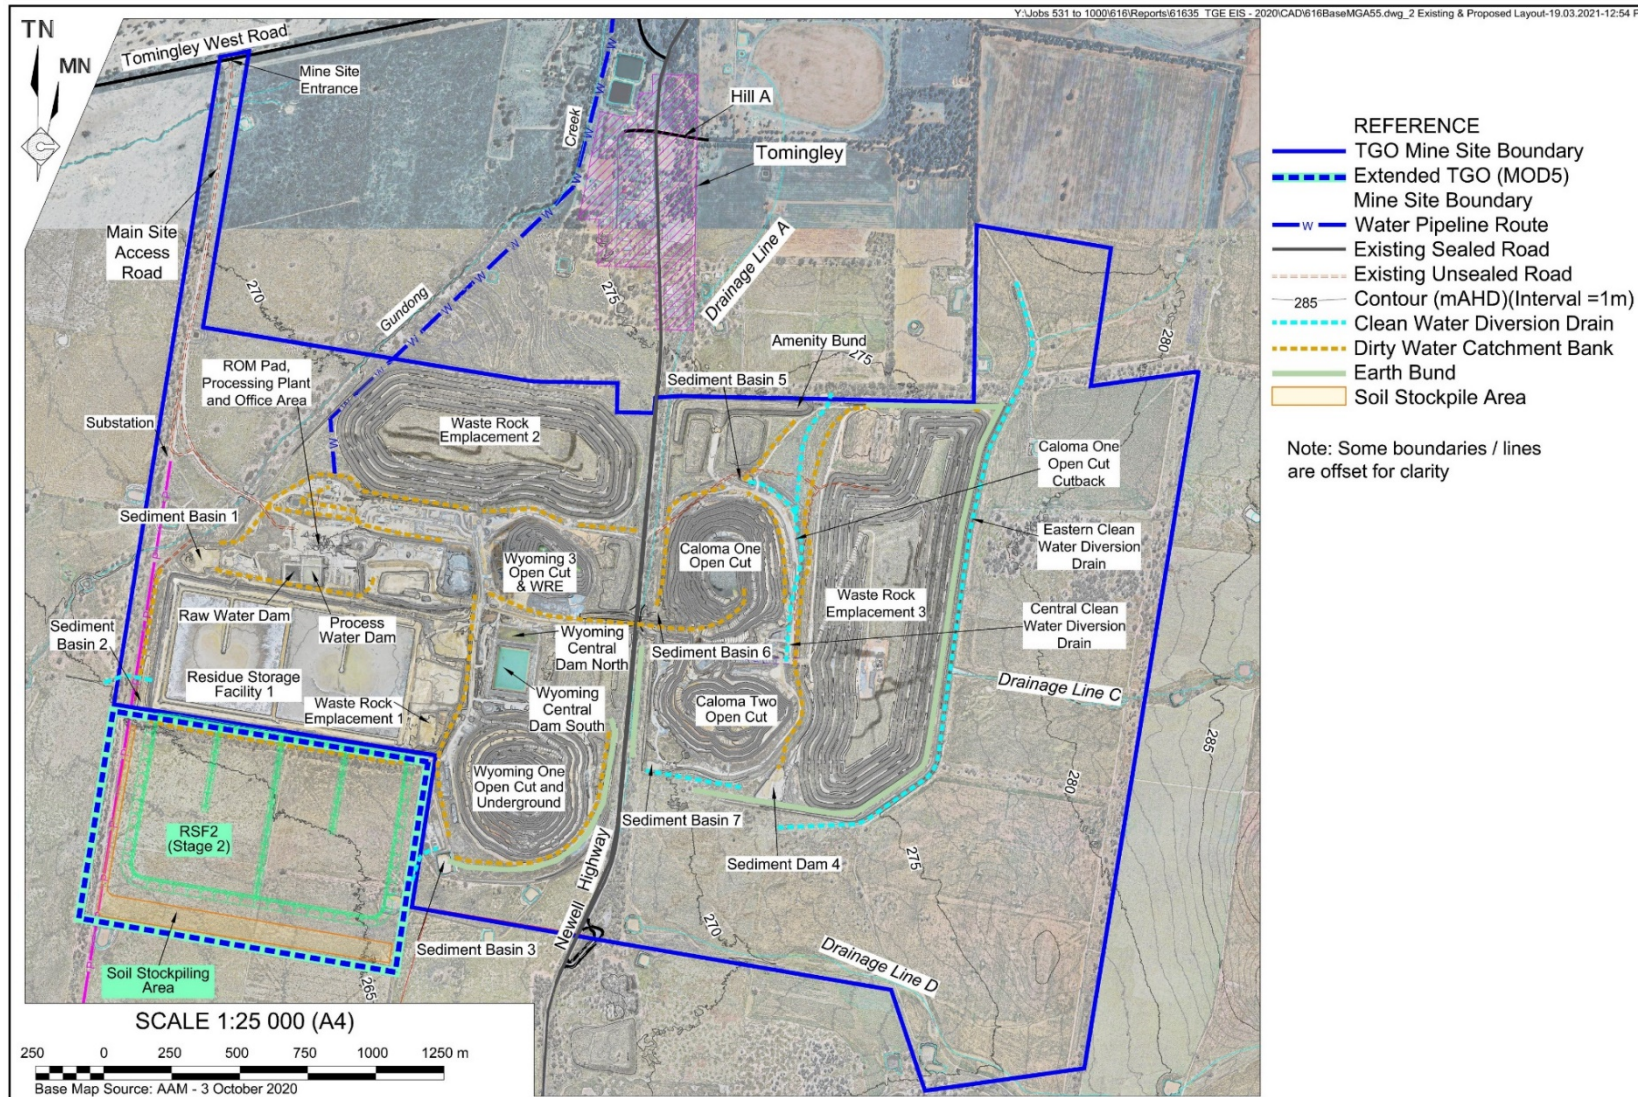 Y:\Jobs 531 to 1000\616\Reports\61635_TGE EIS - 2020\CAD\616BaseMGA55.dwg_2 Existing & Proposed Layout-19.03.2021-12:54 P
TN
MN
Tomingley West Road
Mine Site
Entrance
Creek
Hill A
Tomingley
Main Site
Access
Road
270
Gundong
275
Drainage Line A
280
Amenity Bund
275
ROM Pad,
Processing Plant
and Office Area
Sediment Basin 5
Substation
Waste Rock
Emplacement 2
Caloma One
Open Cut
Cutback
Sediment Basin 1
Wyoming 3
Open Cut
& WRE
Caloma One
Open Cut
Eastern Clean
Water Diversion
Drain
Waste Rock
Emplacement 3
Raw Water Dam
Process
Water Dam
Central Clean
Water Diversion
Drain
Sediment
Basin 2
Wyoming
Central
Dam North
Sediment Basin 6
Residue Storage
Facility 1
Drainage Line C
Waste Rock
Emplacement 1
Wyoming
Central
Dam South
Caloma Two
Open Cut
285
Wyoming One
Open Cut and
Underground
280
RSF2
(Stage 2)
Sediment Basin 7
Sediment Dam 4
275
Newell Highway
270
Sediment Basin 3
Drainage Line D
Soil Stockpiling
Area
265
W
W
W
W
W
W
W
W
P
P
P
P
SCALE 1:25 000 (A4)
250 0 250 500 750 1000 1250 m
Base Map Source: AAM - 3 October 2020
REFERENCE
TGO Mine Site Boundary
Extended TGO (MOD5)
Mine Site Boundary
W Water Pipeline Route
Existing Sealed Road
Existing Unsealed Road
285 Contour (mAHD)(Interval =1m)
Clean Water Diversion Drain
Dirty Water Catchment Bank
Earth Bund
Soil Stockpile Area
Note: Some boundaries / lines
are offset for clarity